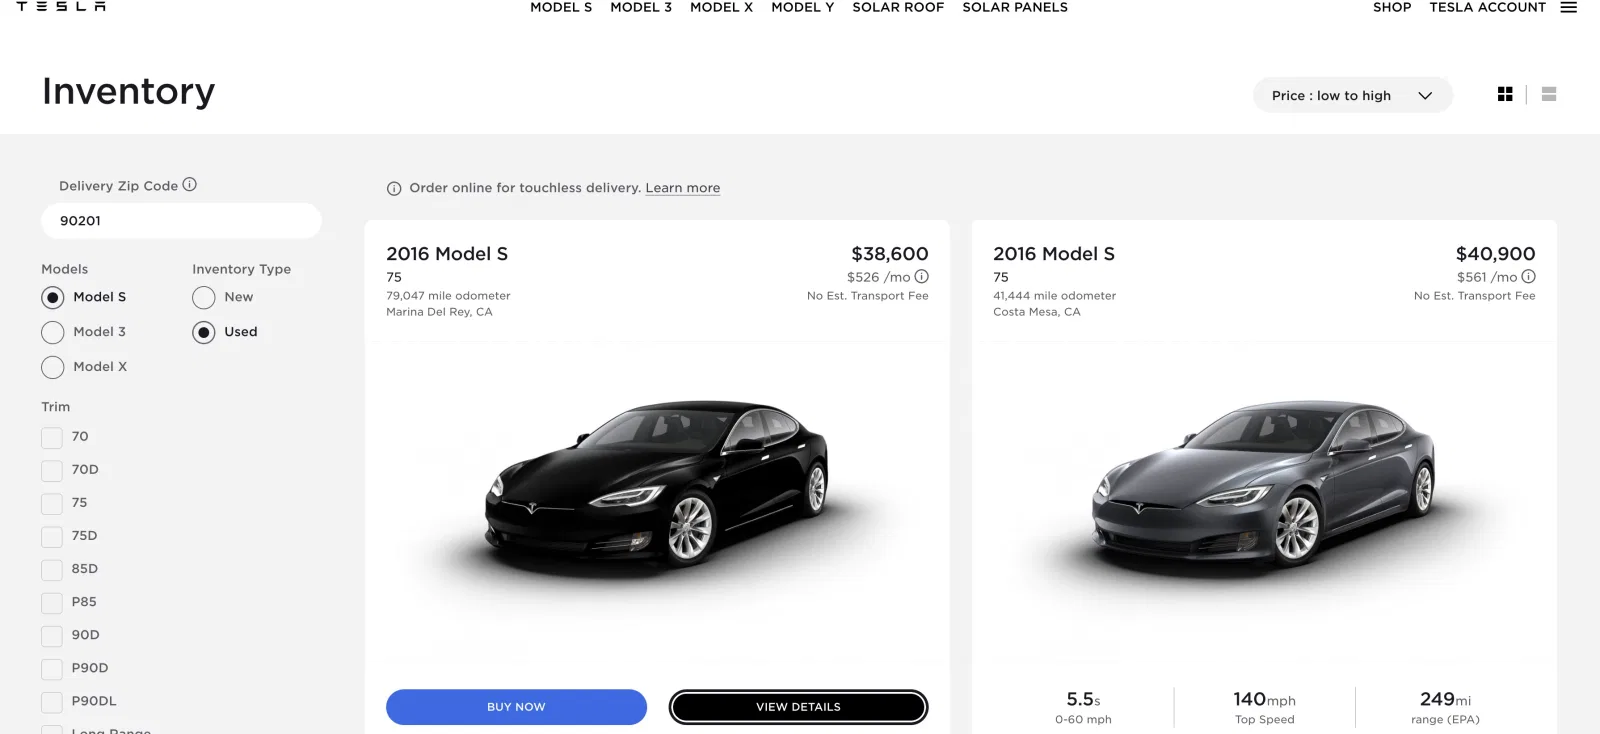 TESLA
MODEL S MODEL 3 MODEL X MODEL Y SOLAR ROOF SOLAR PANELS
SHOP TESLA ACCOUNT
Inventory
Price : low to high
Delivery Zip Code
90201
Models
Model S
Model 3
Model X
Inventory Type
New
Used
Trim
70
70D
75
75D
85D
P85
90D
P90D
P90DL
Long Range
Order online for touchless delivery. Learn more
2016 Model S
75
79,047 mile odometer
Marina Del Rey, CA
$38,600
$526 /mo
No Est. Transport Fee
BUY NOW
VIEW DETAILS
2016 Model S
75
41,444 mile odometer
Costa Mesa, CA
$40,900
$561 /mo
No Est. Transport Fee
5.5s
0-60 mph
140mph
Top Speed
249mi
range (EPA)